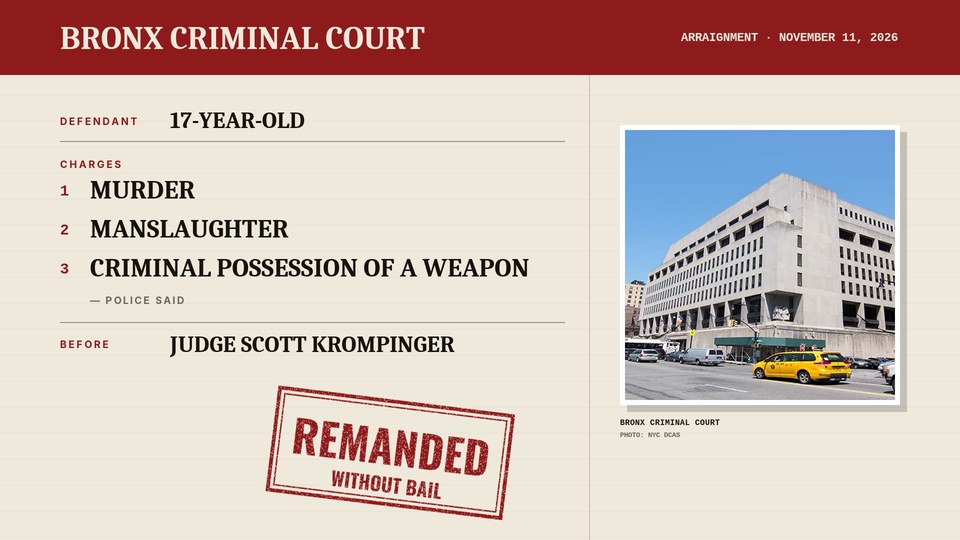 BRONX CRIMINAL COURT
ARRAIGNMENT · NOVEMBER 11, 2026
DEFENDANT 17-YEAR-OLD
CHARGES
1 MURDER
2 MANSLAUGHTER
3 CRIMINAL POSSESSION OF A WEAPON
— POLICE SAID
BEFORE JUDGE SCOTT KROMPINGER
REMANDED
WITHOUT BAIL
BRONX CRIMINAL COURT
PHOTO: NYC DCAS